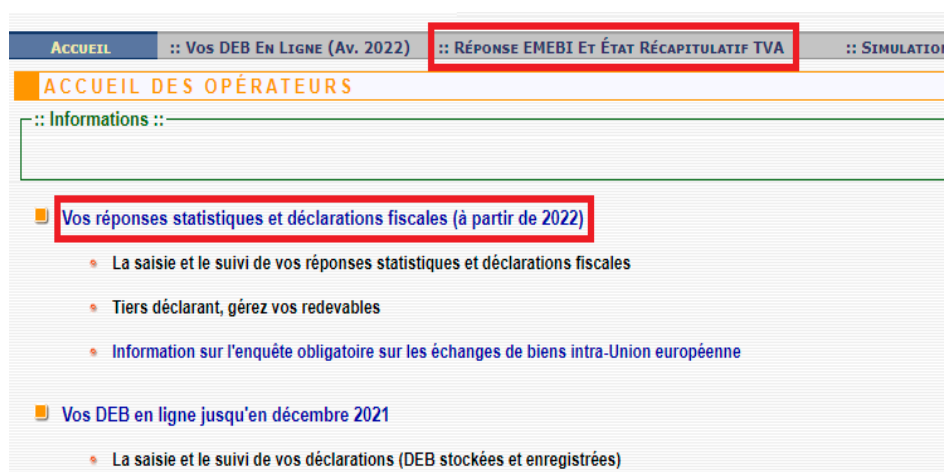 Accueil :: Vos DEB En Ligne (Av. 2022) :: Réponse EMEBI Et État Récapitulatif TVA :: Simulation
ACCUEIL DES OPÉRATEURS
:: Informations ::
Vos réponses statistiques et déclarations fiscales (à partir de 2022)
La saisie et le suivi de vos réponses statistiques et déclarations fiscales
Tiers déclarant, gérez vos redevables
Information sur l'enquête obligatoire sur les échanges de biens intra-Union européenne
Vos DEB en ligne jusqu'en décembre 2021
La saisie et le suivi de vos déclarations (DEB stockées et enregistrées)